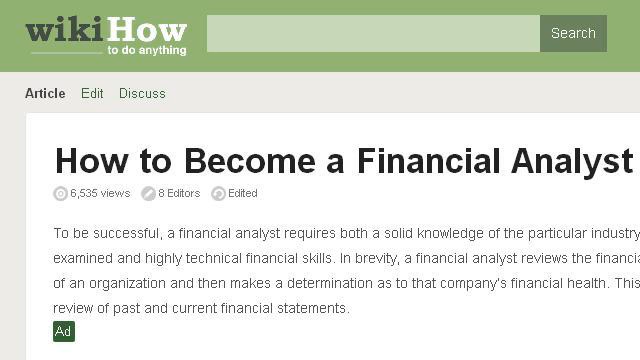 wikiHow
to do anything
Search
Article Edit Discuss
How to Become a Financial Analyst
6,535 views 8 Editors Edited
To be successful, a financial analyst requires both a solid knowledge of the particular industry
examined and highly technical financial skills. In brevity, a financial analyst reviews the financia
of an organization and then makes a determination as to that company's financial health. This
review of past and current financial statements.
Ad